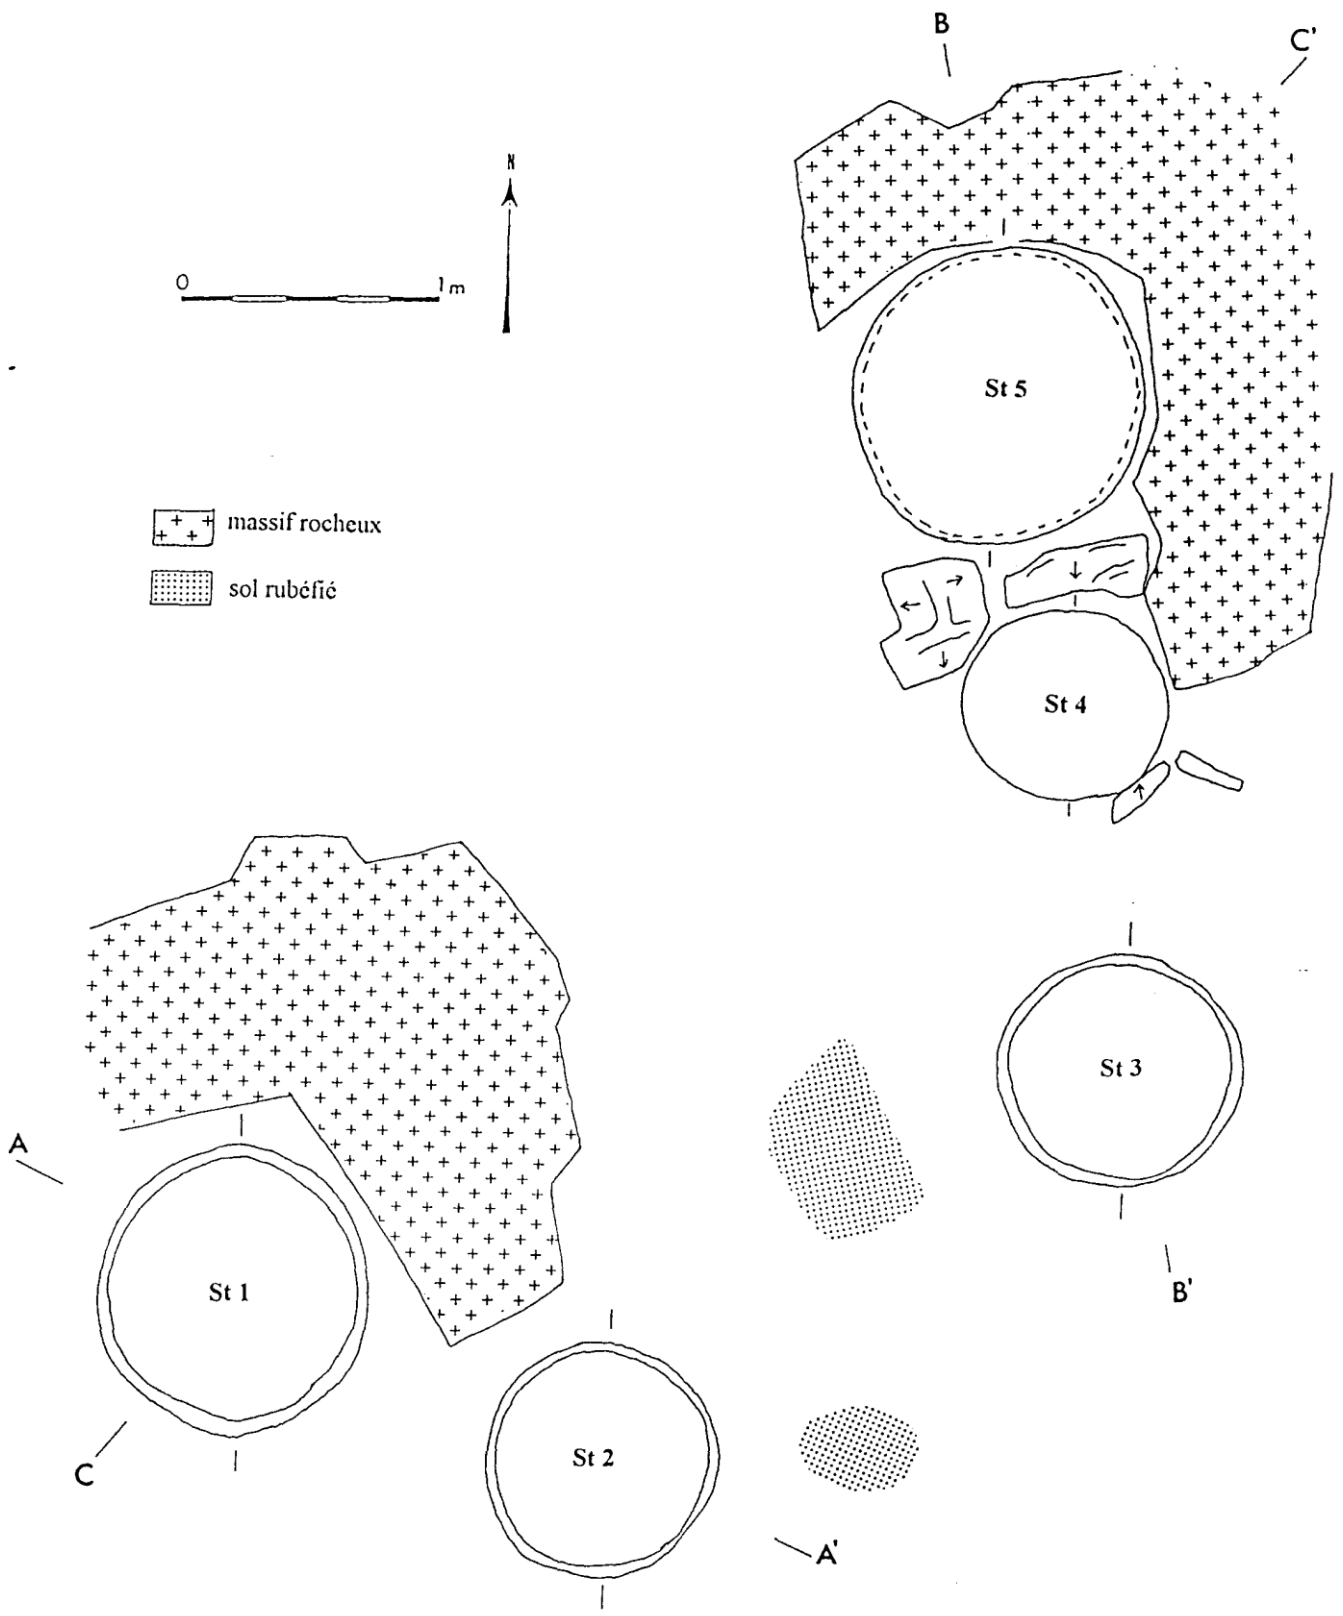 B
C'
N
0 1m
St 5
massif rocheux
sol rubéfié
St 4
St 3
A
B'
St 1
C
St 2
A'